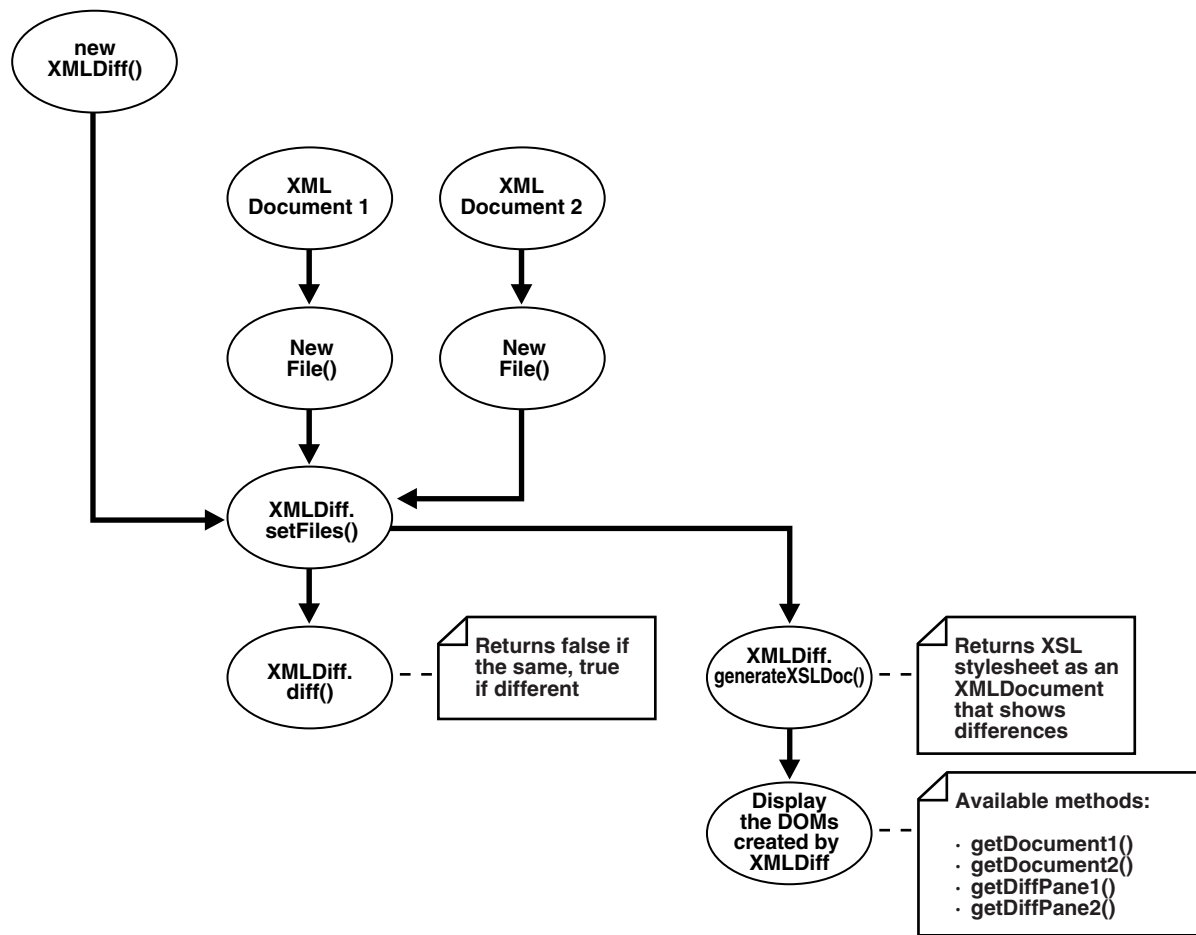 new
XMLDiff()
XML
Document 1
XML
Document 2
New
File()
New
File()
XMLDiff.
setFiles()
XMLDiff.
diff()
Returns false if
the same, true
if different
XMLDiff.
generateXSLDoc()
Returns XSL
stylesheet as an
XMLDocument
that shows
differences
Display
the DOMs
created by
XMLDiff
Available methods:
· getDocument1()
· getDocument2()
· getDiffPane1()
· getDiffPane2()